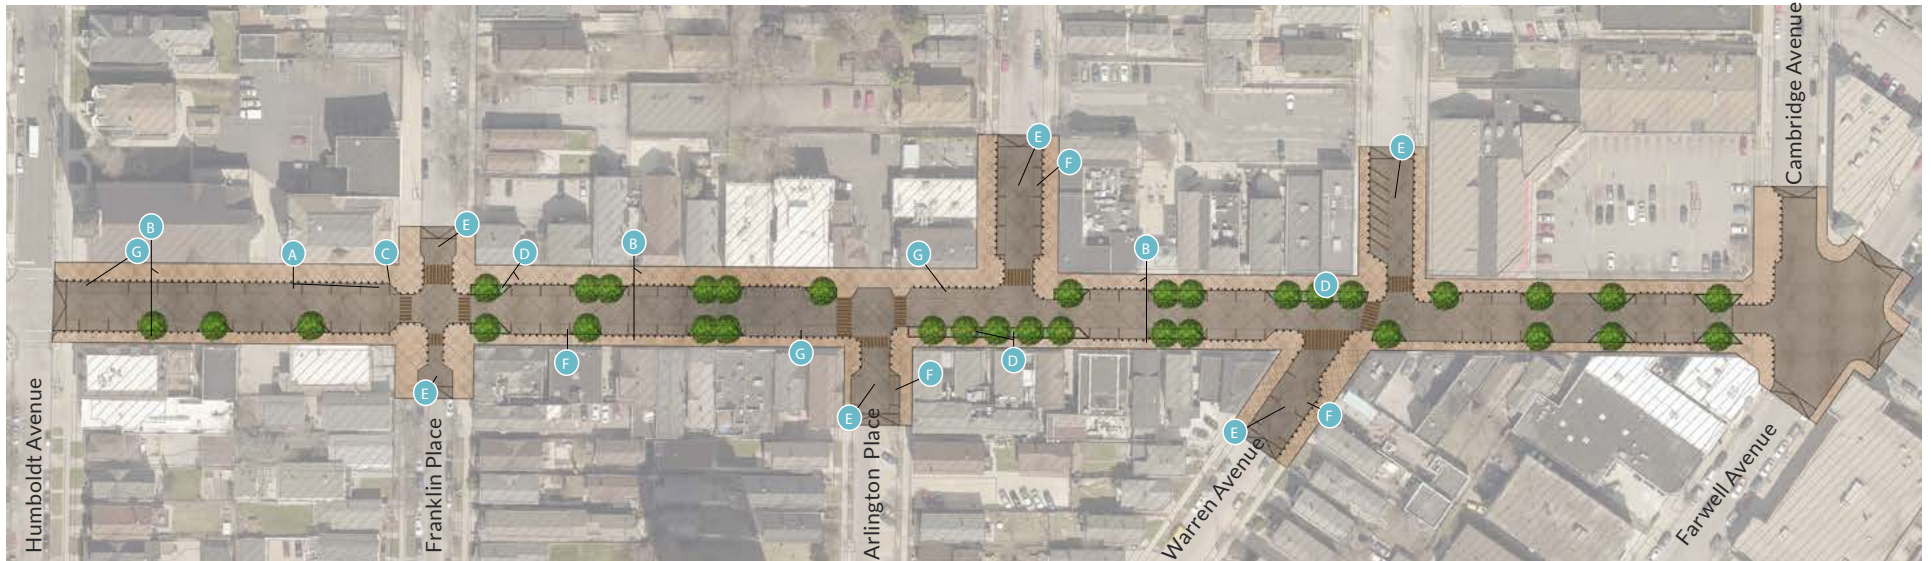 Cambridge Avenue
E
E
F
B
E
B
G
A
C
D
G
B
D
F
G
D
F
E
E
F
E
Humboldt Avenue
Franklin Place
Arlington Place
Warren Avenue
Farwell Avenue